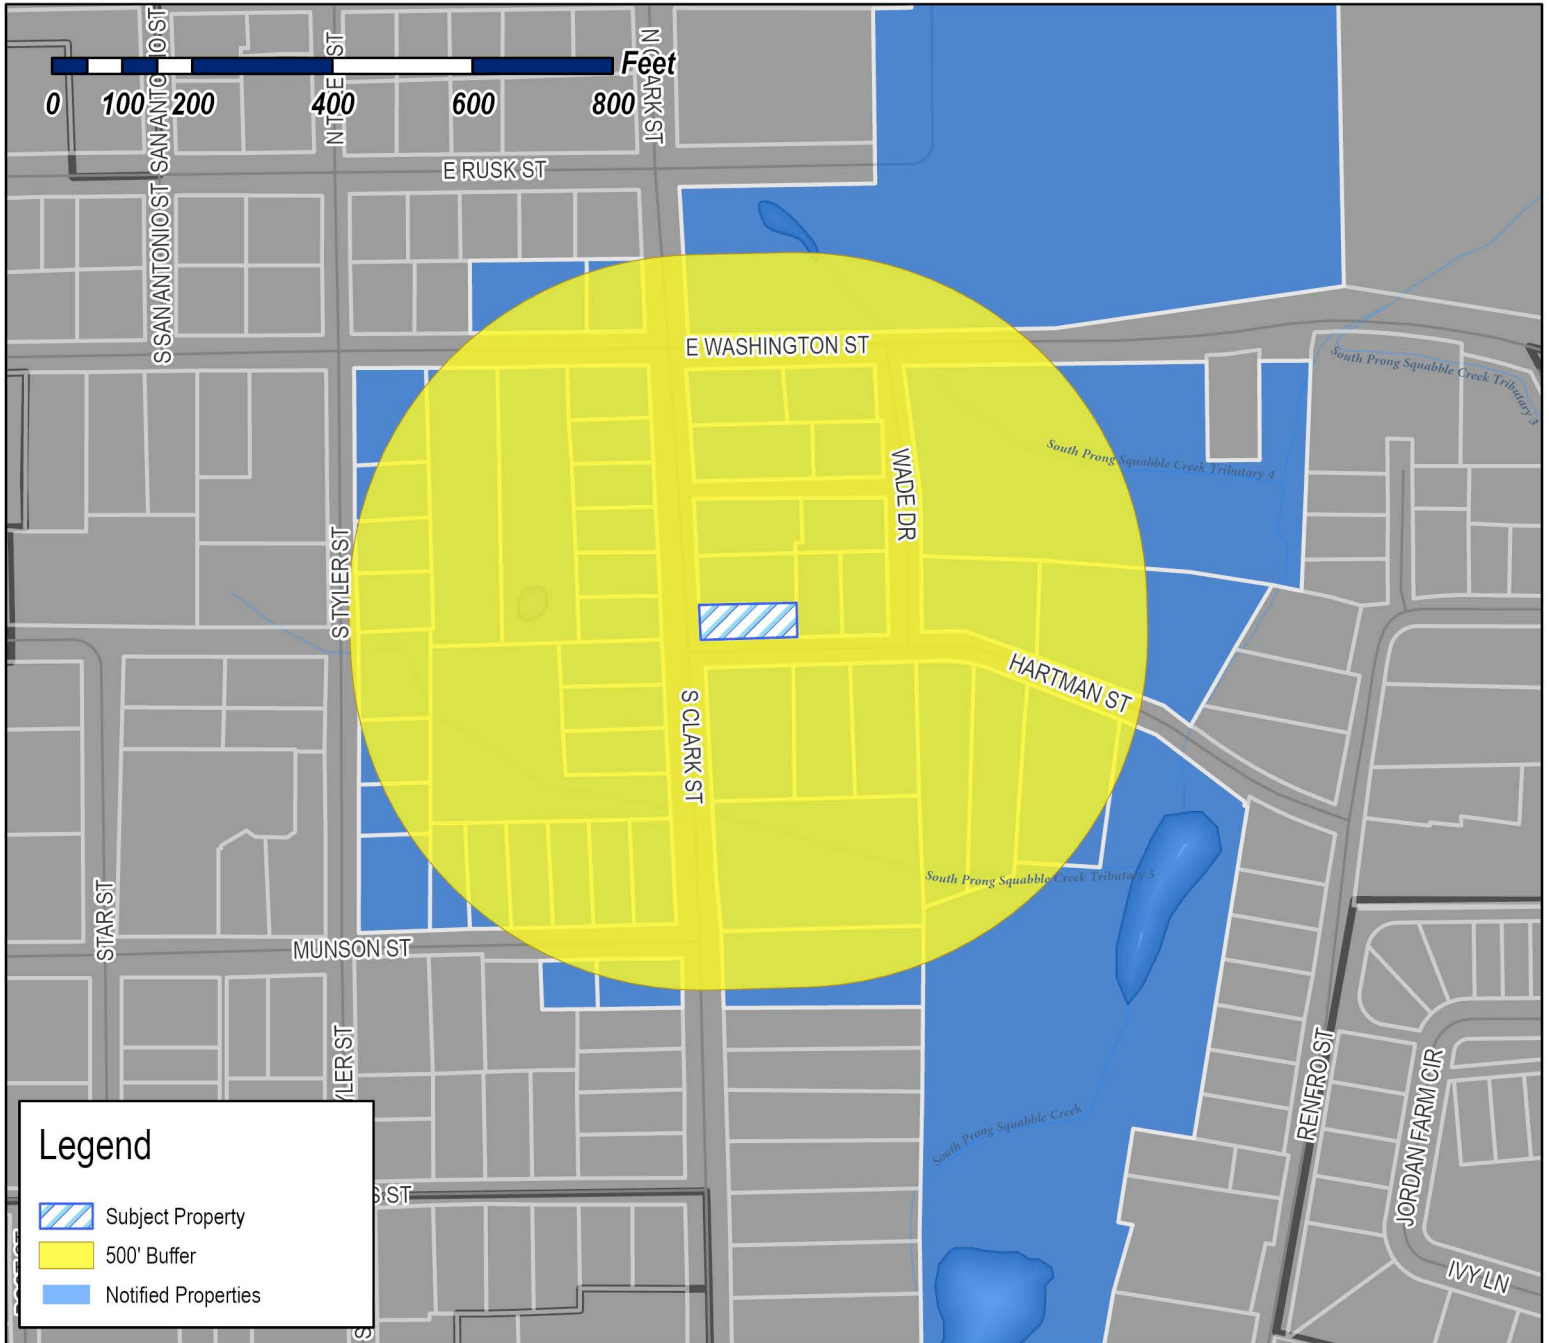 SAN ANTONIO ST
N CLARK ST
Feet
0 100 200 400 600 800
E RUSK ST
S SAN ANTONIO ST
E WASHINGTON ST
South Prong Squabble Creek Tributary 3
South Prong Squabble Creek Tributary 4
WADE DR
S TYLER ST
HARTMAN ST
S CLARK ST
South Prong Squabble Creek Tributary 5
STAR ST
MUNSON ST
RENFRO ST
JORDAN FARM CIR
South Prong Squabble Creek
IVY LN
Legend
Subject Property
500' Buffer
Notified Properties